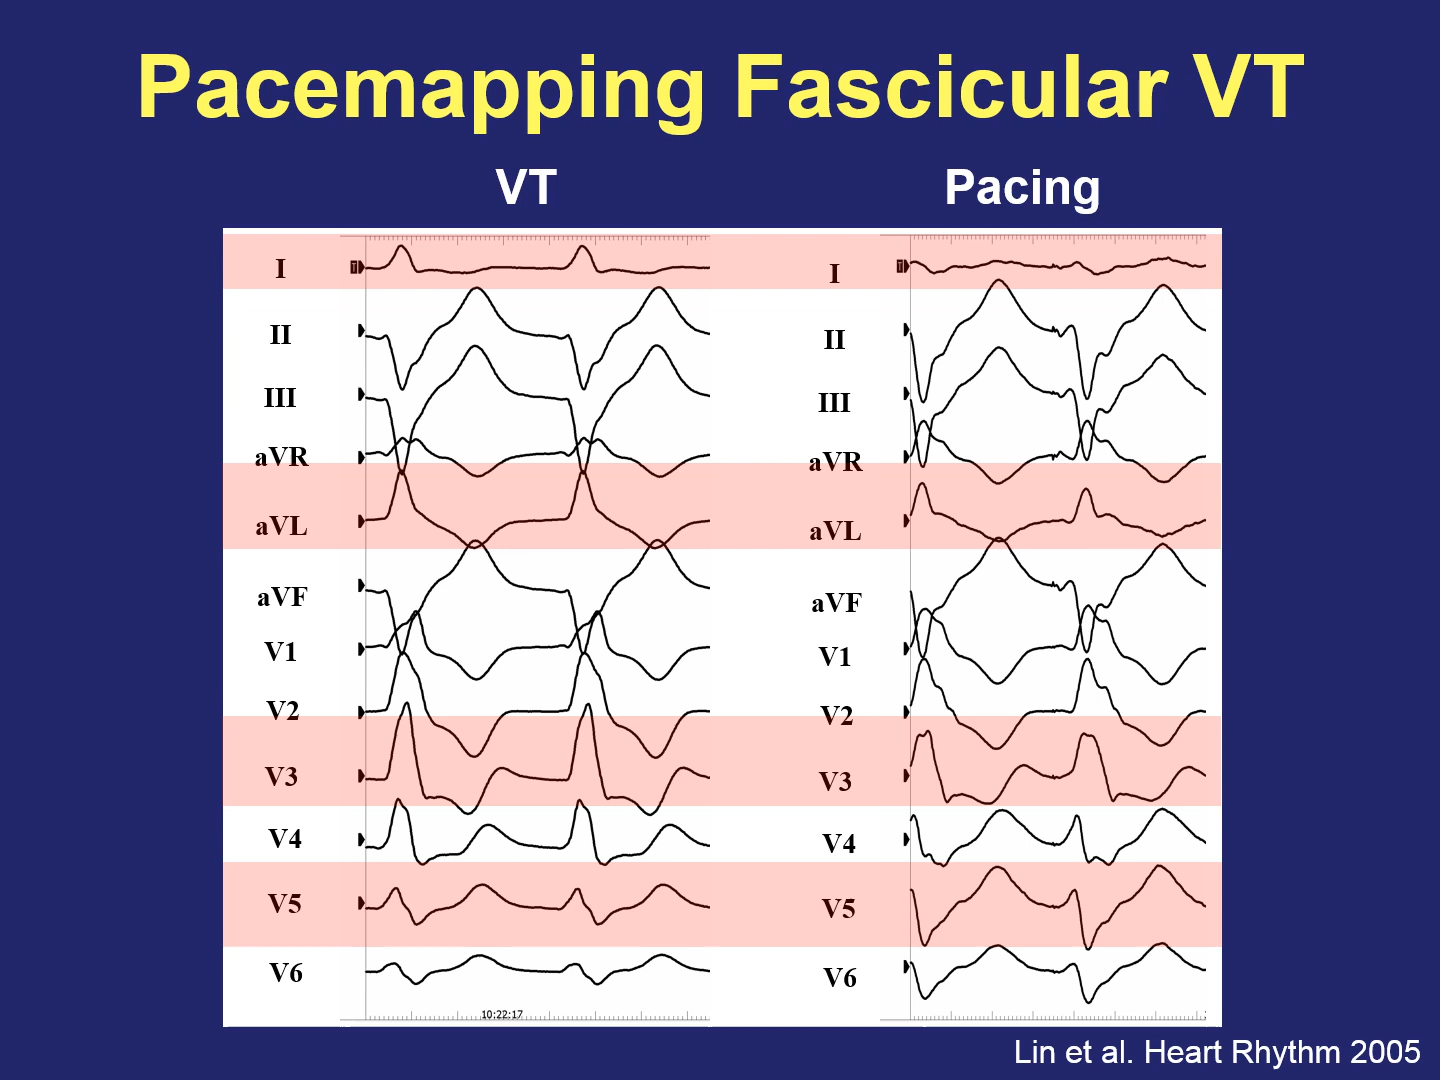 Pacemapping Fascicular VT
VT
Pacing
I
II
III
aVR
aVL
aVF
V1
V2
V3
V4
V5
V6
10:22:17
I
II
III
aVR
aVL
aVF
V1
V2
V3
V4
V5
V6
Lin et al. Heart Rhythm 2005